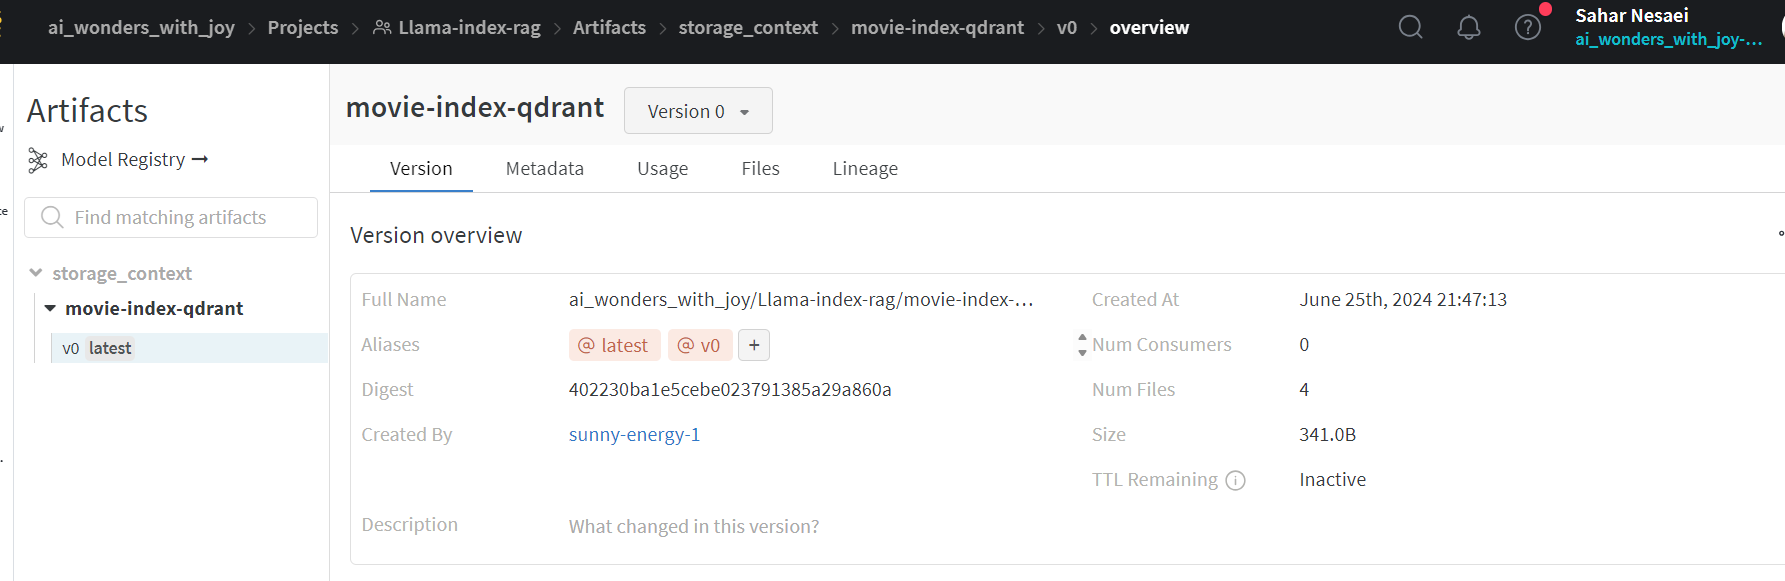 ai_wonders_with_joy > Projects > Llama-index-rag > Artifacts > storage_context > movie-index-qdrant > v0 > overview
Sahar Nesaei
ai_wonders_with_joy-...
Artifacts
Model Registry →
Find matching artifacts
storage_context
movie-index-qdrant
v0 latest
movie-index-qdrant
Version 0
Version Metadata Usage Files Lineage
Version overview
Full Name ai_wonders_with_joy/Llama-index-rag/movie-index-... Created At June 25th, 2024 21:47:13
Aliases @ latest @ v0 + Num Consumers 0
Digest 402230ba1e5cebe023791385a29a860a Num Files 4
Created By sunny-energy-1 Size 341.0B
TTL Remaining Inactive
Description What changed in this version?